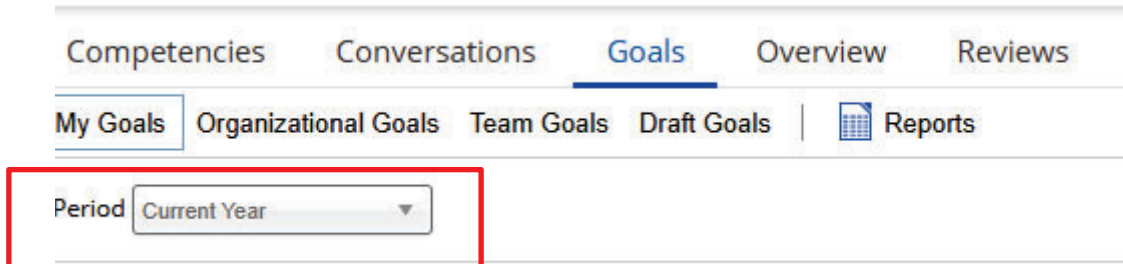 Competencies Conversations Goals Overview Reviews
My Goals Organizational Goals Team Goals Draft Goals | Reports
Period Current Year